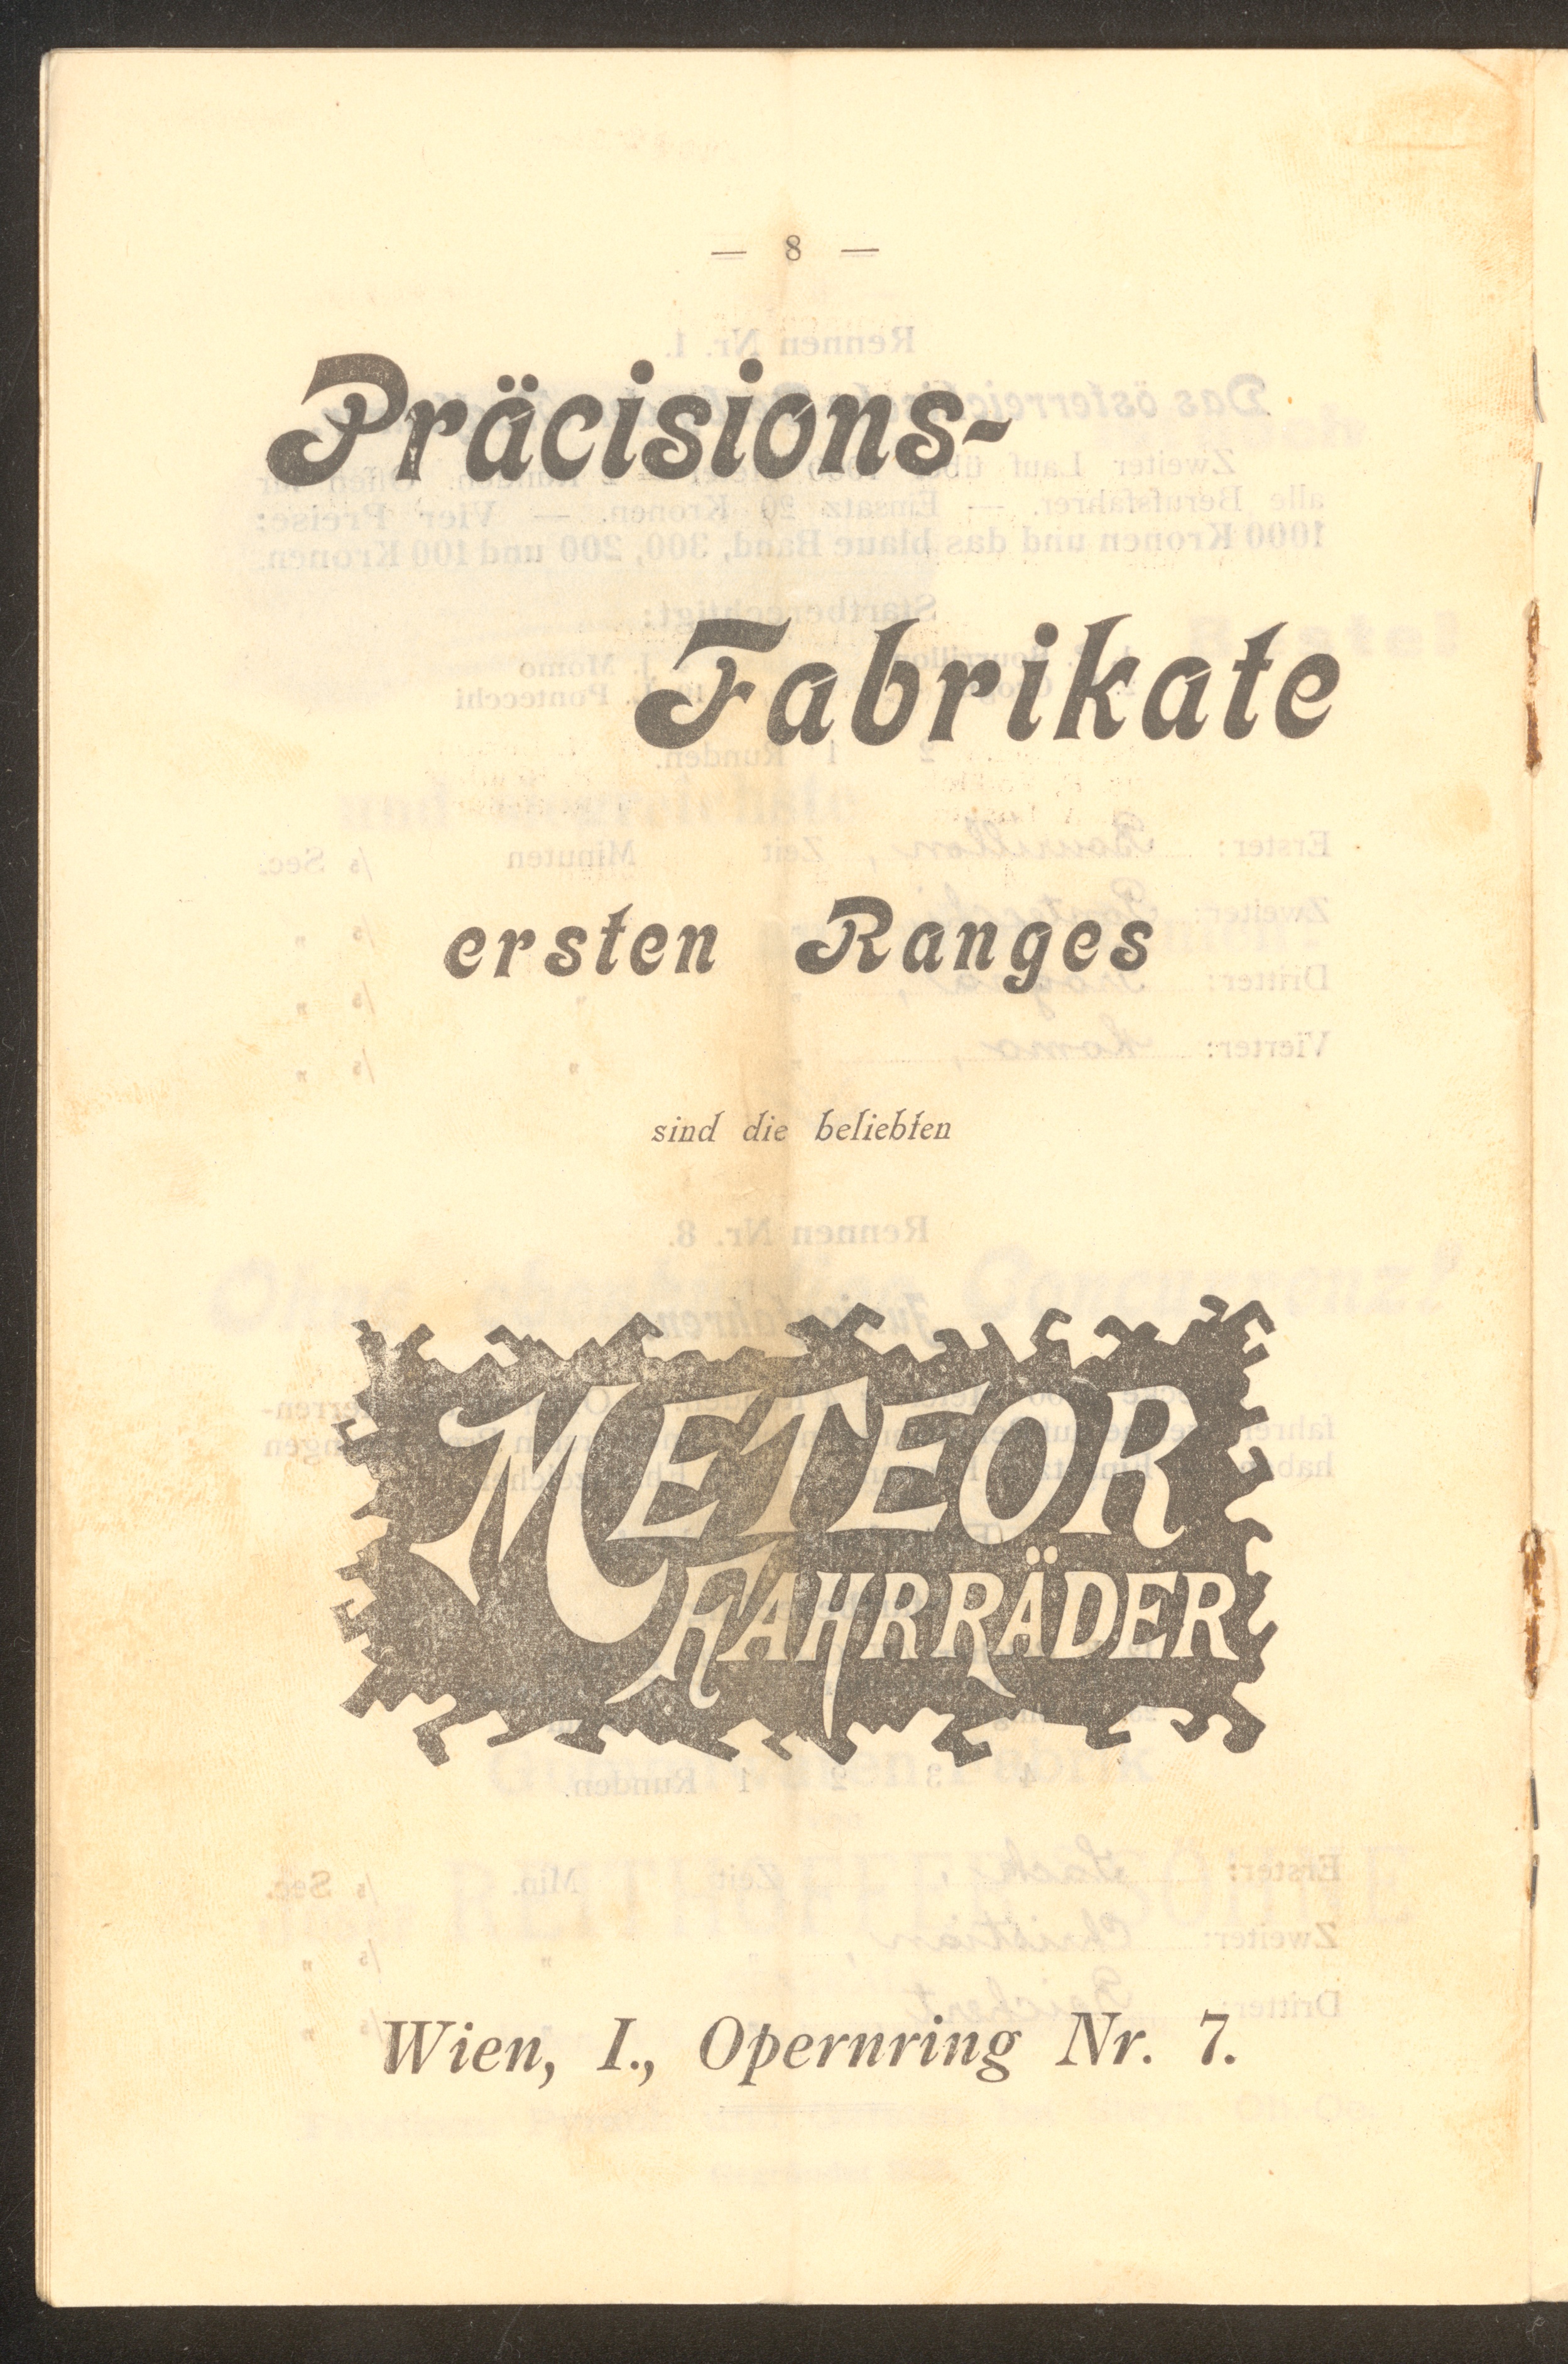 — 8 —
Präcisions-
Fabrikate
ersten Ranges
sind die beliebten
METEOR
FAHRRÄDER
Wien, I., Opernring Nr. 7.